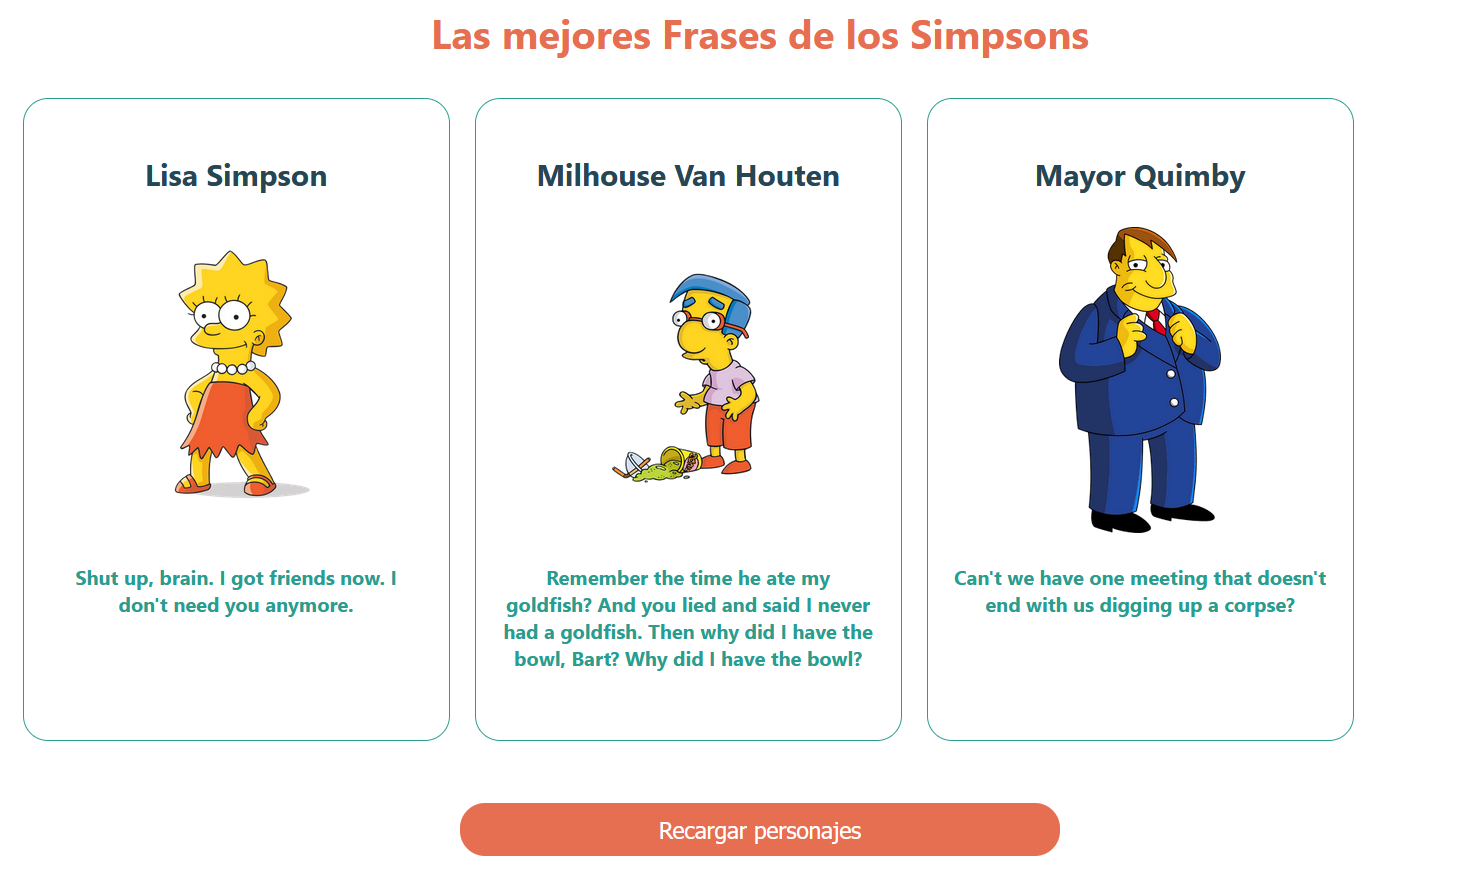 Las mejores Frases de los Simpsons
Lisa Simpson
Shut up, brain. I got friends now. I
don't need you anymore.
Milhouse Van Houten
Remember the time he ate my
goldfish? And you lied and said I never
had a goldfish. Then why did I have the
bowl, Bart? Why did I have the bowl?
Mayor Quimby
Can't we have one meeting that doesn't
end with us digging up a corpse?
Recargar personajes